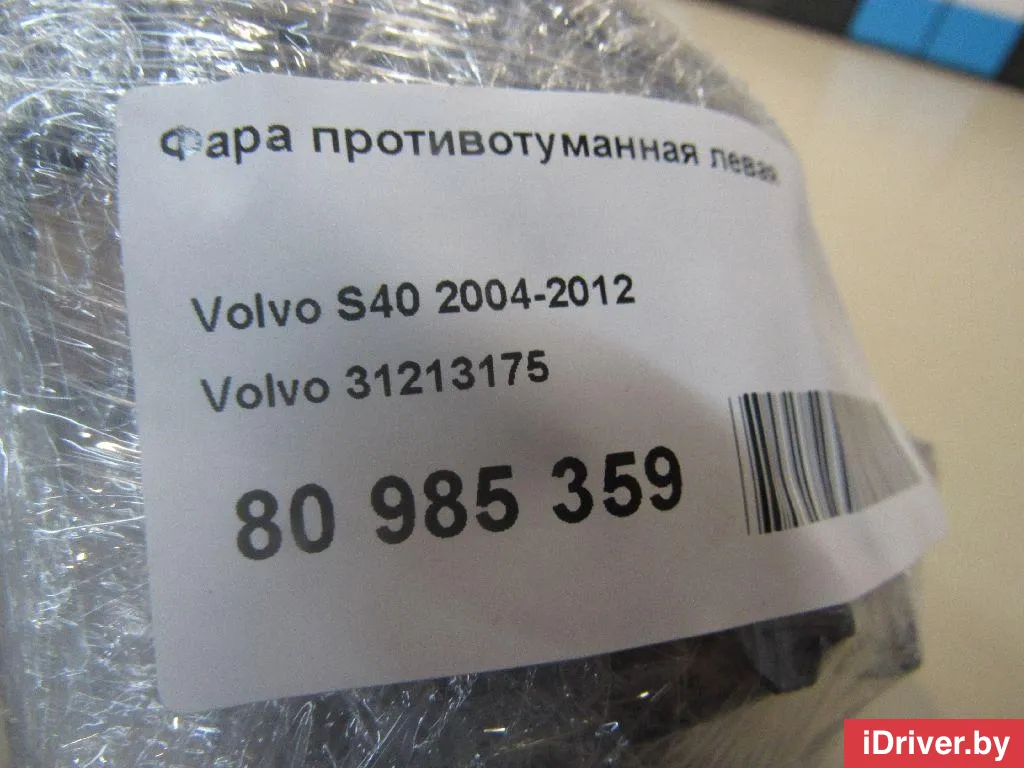 Фара противотуманная левая
Volvo S40 2004-2012
Volvo 31213175
80 985 359
iDriver.by